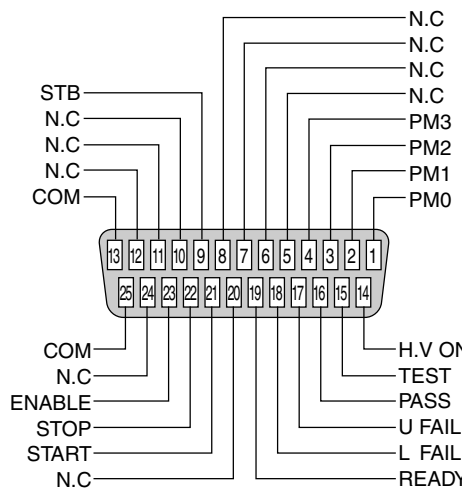 N.C
N.C
N.C
N.C
PM3
PM2
PM1
PM0
STB
N.C
N.C
N.C
COM
13 12 11 10 9 8 7 6 5 4 3 2 1
25 24 23 22 21 20 19 18 17 16 15 14
COM
N.C
ENABLE
STOP
START
N.C
H.V ON
TEST
PASS
U FAIL
L FAIL
READY